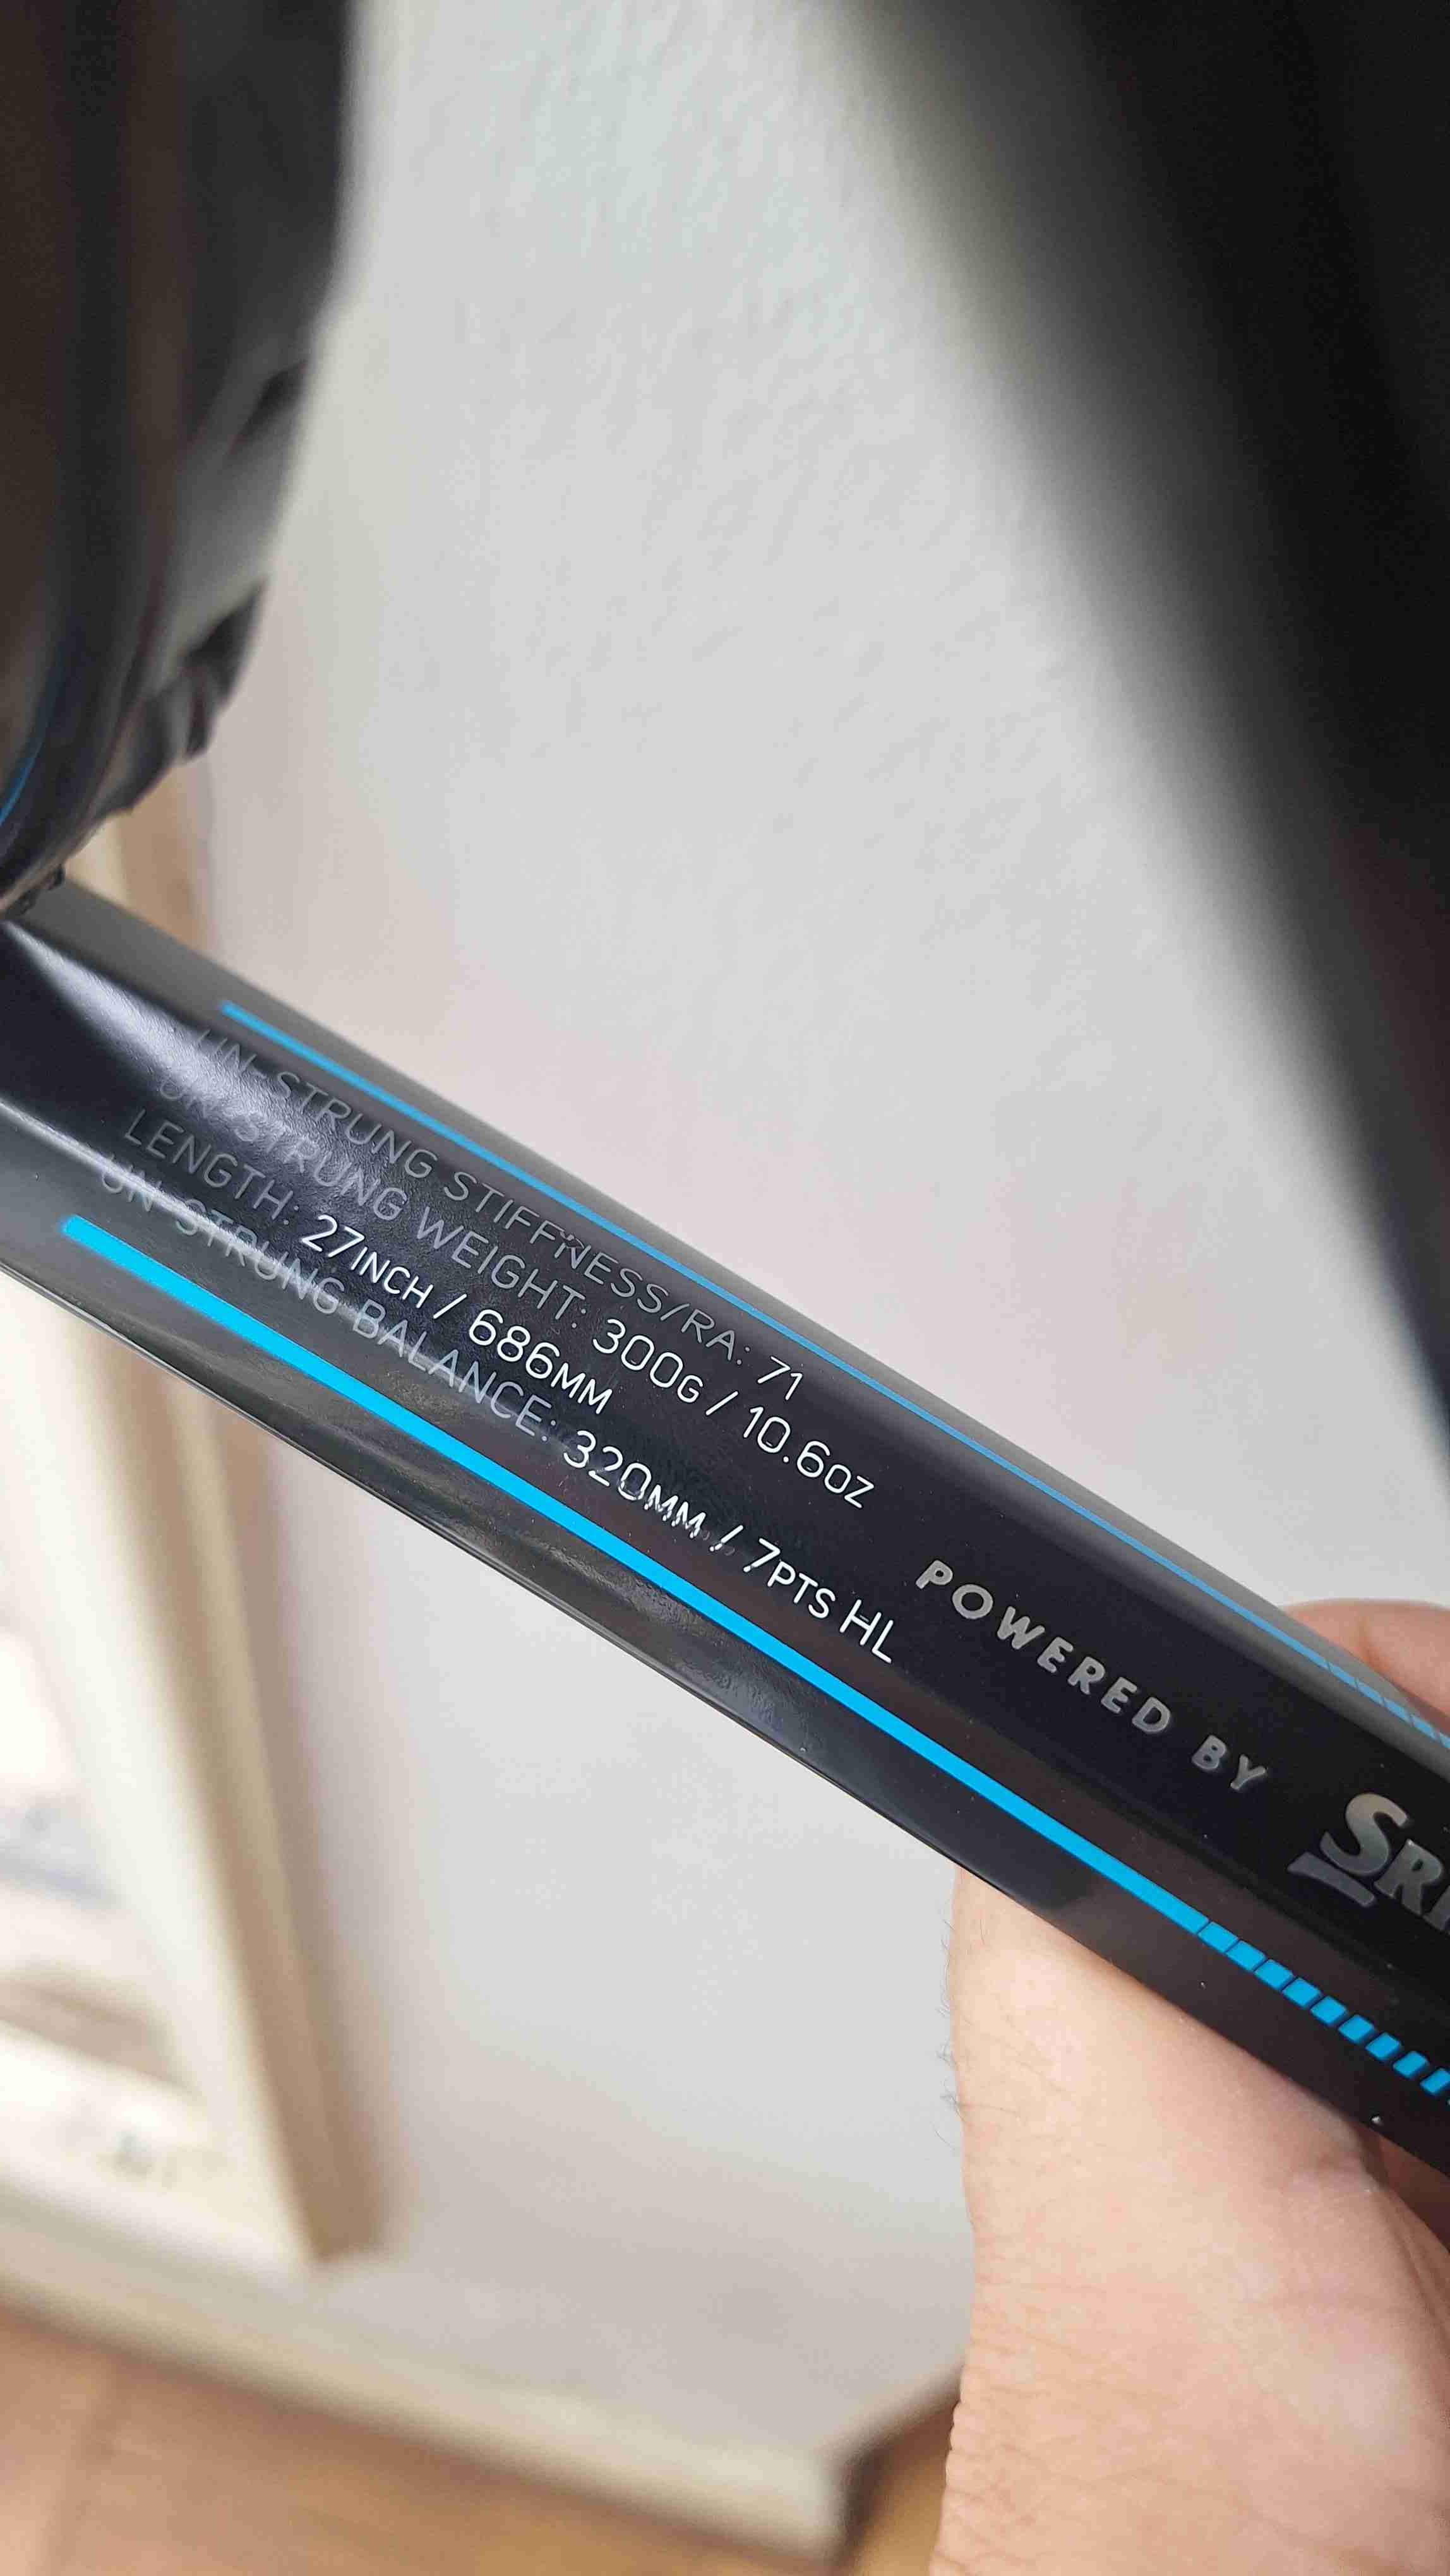 UN-STRUNG STIFFNESS/RA: 71
UN-STRUNG WEIGHT: 300G / 10.6OZ
LENGTH: 27INCH / 686MM
UN-STRUNG BALANCE: 320MM / 7PTS HL
POWERED BY